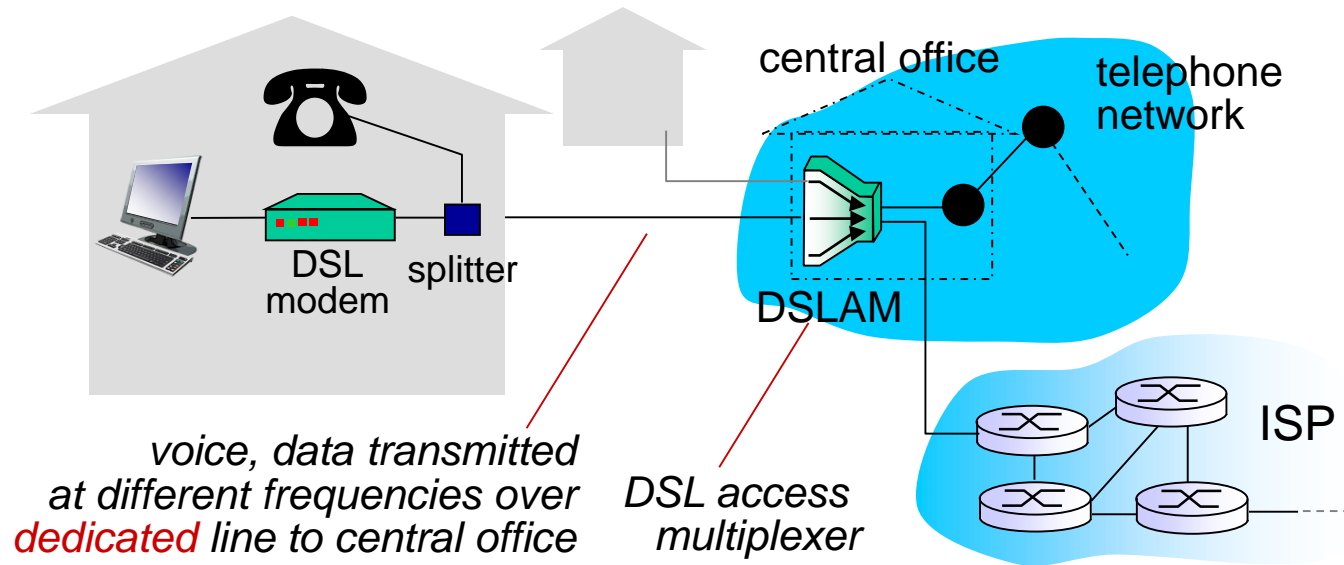 central office
telephone
network
DSL
modem
splitter
DSLAM
ISP
voice, data transmitted
at different frequencies over
dedicated line to central office
DSL access
multiplexer